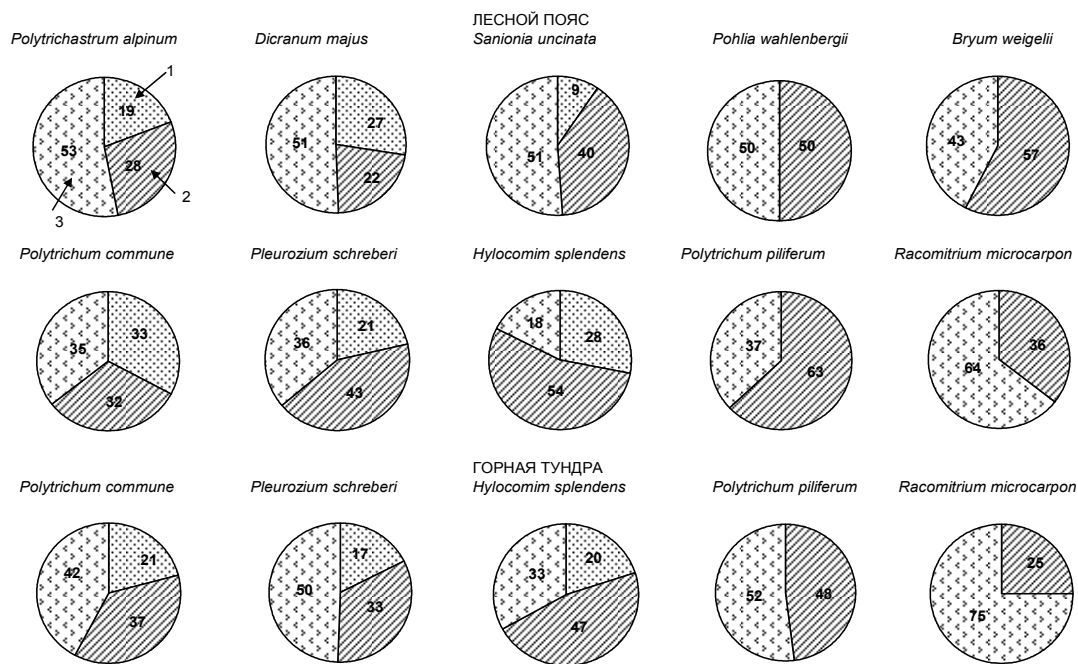 ЛЕСНОЙ ПОЯС
Polytrichastrum alpinum Dicranum majus Sanionia uncinata Pohlia wahlenbergii Bryum weigelii
1
19 28 53
2
3
27 22 51
9 40 51
50 50
57 43
Polytrichum commune Pleurozium schreberi Hylocomim splendens Polytrichum piliferum Racomitrium microcarpon
33 32 35
21 43 36
28 54 18
63 37
36 64
ГОРНАЯ ТУНДРА
Polytrichum commune Pleurozium schreberi Hylocomim splendens Polytrichum piliferum Racomitrium microcarpon
21 37 42
17 33 50
20 47 33
48 52
25 75